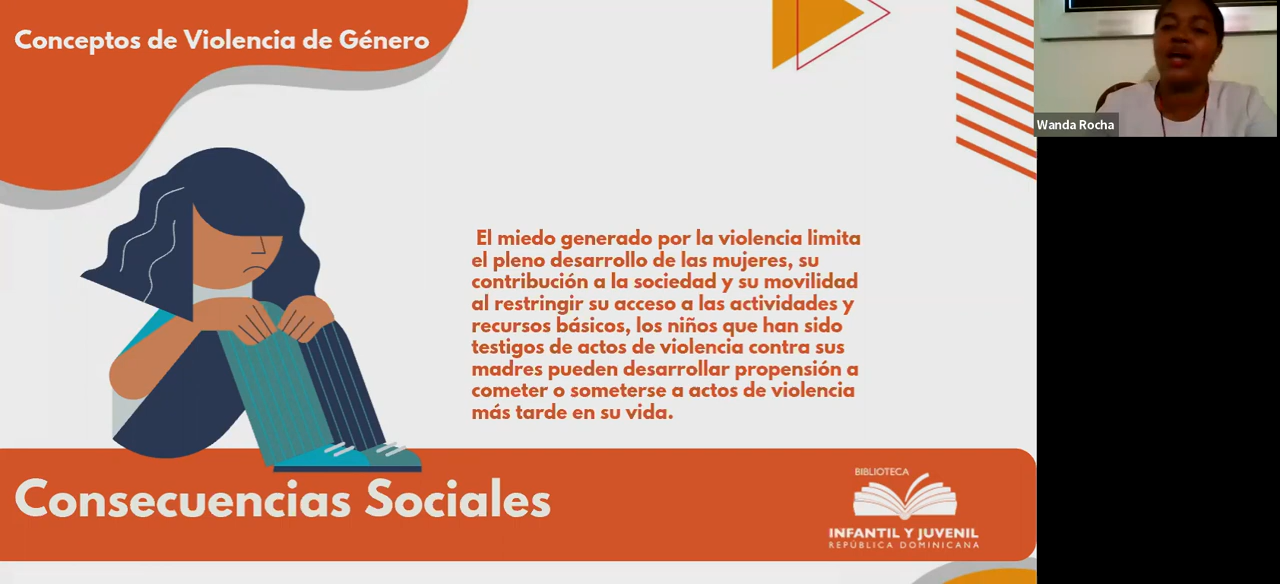 Conceptos de Violencia de Género
Wanda Rocha
El miedo generado por la violencia limita
el pleno desarrollo de las mujeres, su
contribución a la sociedad y su movilidad
al restringir su acceso a las actividades y
recursos básicos, los niños que han sido
testigos de actos de violencia contra sus
madres pueden desarrollar propensión a
cometer o someterse a actos de violencia
más tarde en su vida.
Consecuencias Sociales
BIBLIOTECA
INFANTIL Y JUVENIL
REPÚBLICA DOMINICANA